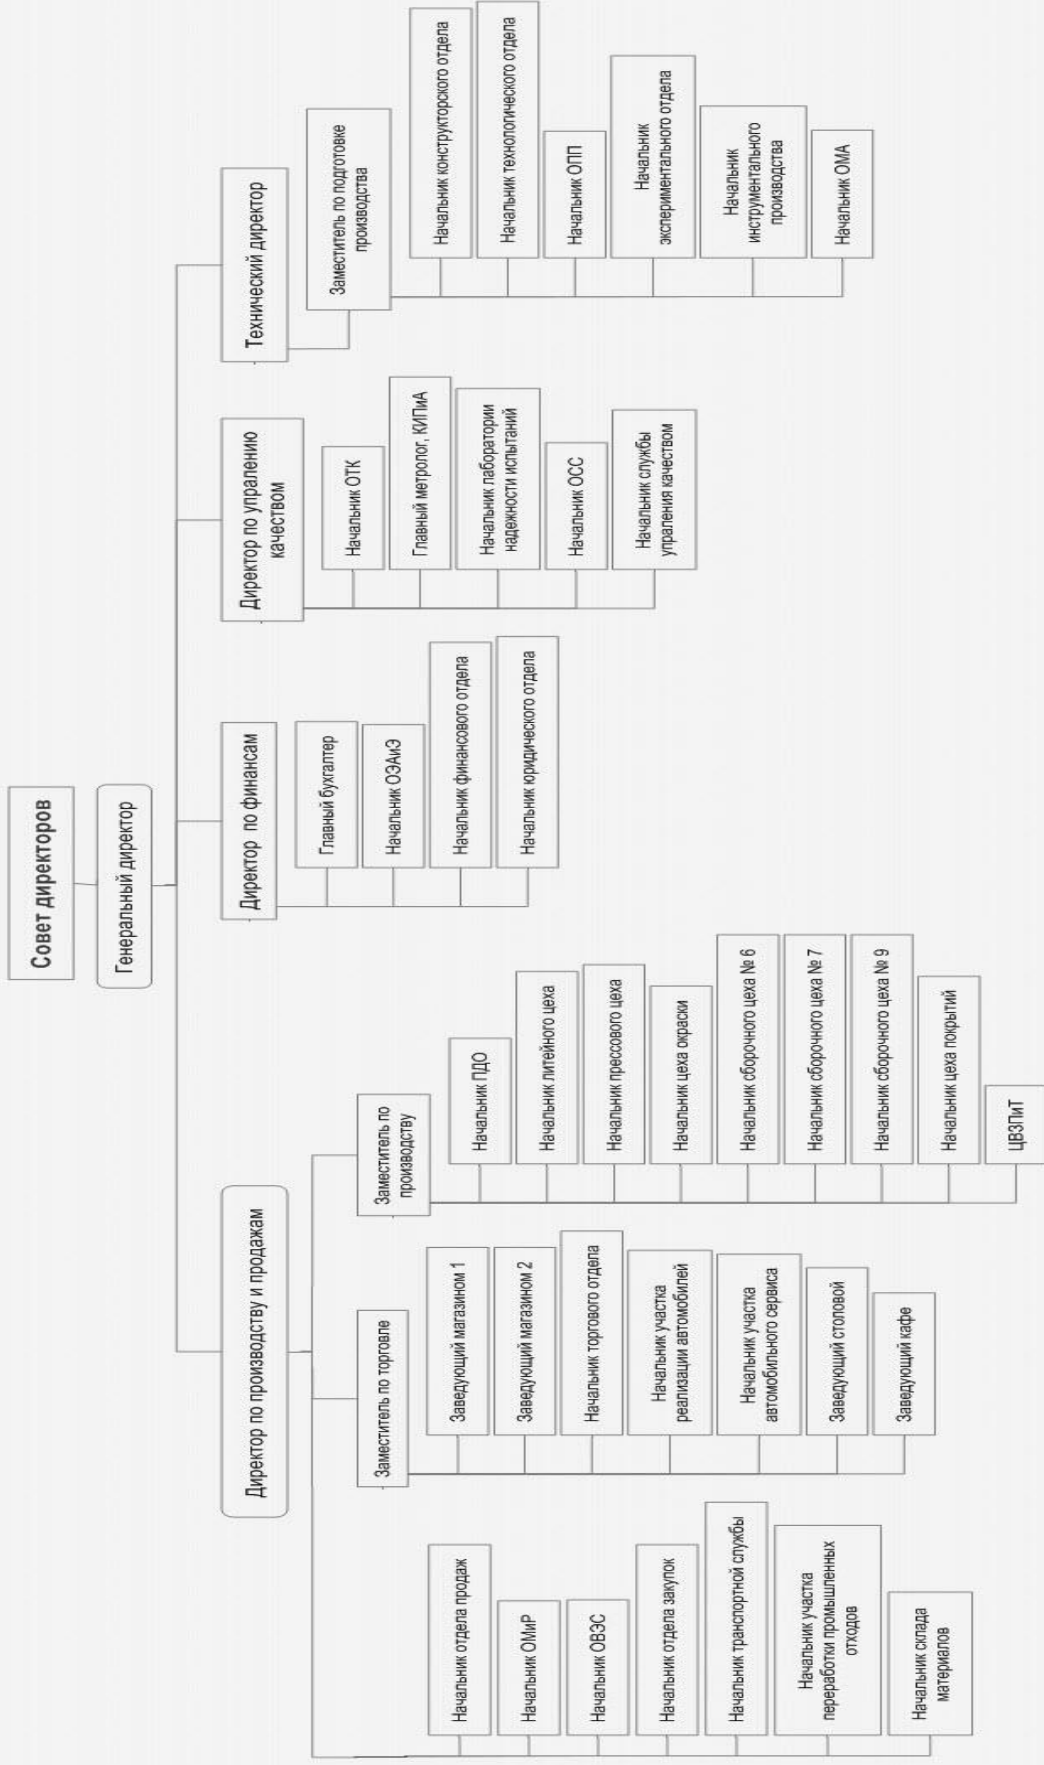 Совет директоров
Генеральный директор
Директор по производству и продажам
Начальник отдела продаж
Начальник ОМиР
Начальник ОВЭС
Начальник отдела закупок
Начальник транспортной службы
Начальник участка
переработки промышленных
отходов
Начальник склада
материалов
Заместитель по торговле
Заведующий магазином 1
Заведующий магазином 2
Начальник торгового отдела
Начальник участка
реализации автомобилей
Начальник участка
автомобильного сервиса
Заведующий столовой
Заведующий кафе
Заместитель по
производству
Начальник ПДО
Начальник литейного цеха
Начальник прессового цеха
Начальник цеха окраски
Начальник сборочного цеха № 6
Начальник сборочного цеха № 7
Начальник сборочного цеха № 9
Начальник цеха покрытий
ЦВЗПиТ
Директор по финансам
Главный бухгалтер
Начальник ОЭАиЭ
Начальник финансового отдела
Начальник юридического отдела
Директор по упралению
качеством
Начальник ОТК
Главный метролог, КИПиА
Начальник лаборатории
надежности испытаний
Начальник ОСС
Начальник службы
упраления качеством
Технический директор
Заместитель по подготовке
производства
Начальник конструкторского отдела
Начальник технологического отдела
Начальник ОПП
Начальник
экспериментального отдела
Начальник
инструментального
производства
Начальник ОМА